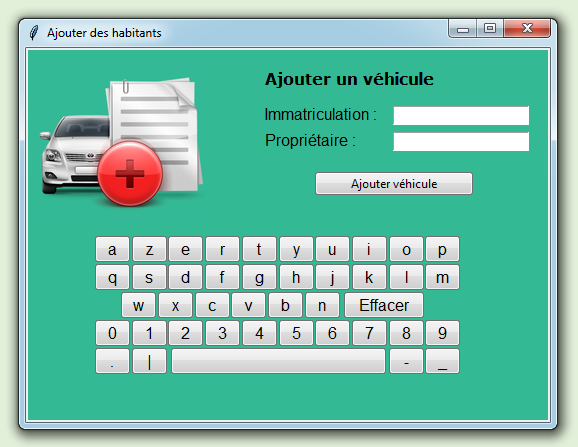 Ajouter des habitants
Ajouter un véhicule
Immatriculation :
Propriétaire :
Ajouter véhicule
a z e r t y u i o p
q s d f g h j k l m
w x c v b n Effacer
0 1 2 3 4 5 6 7 8 9
. | - _